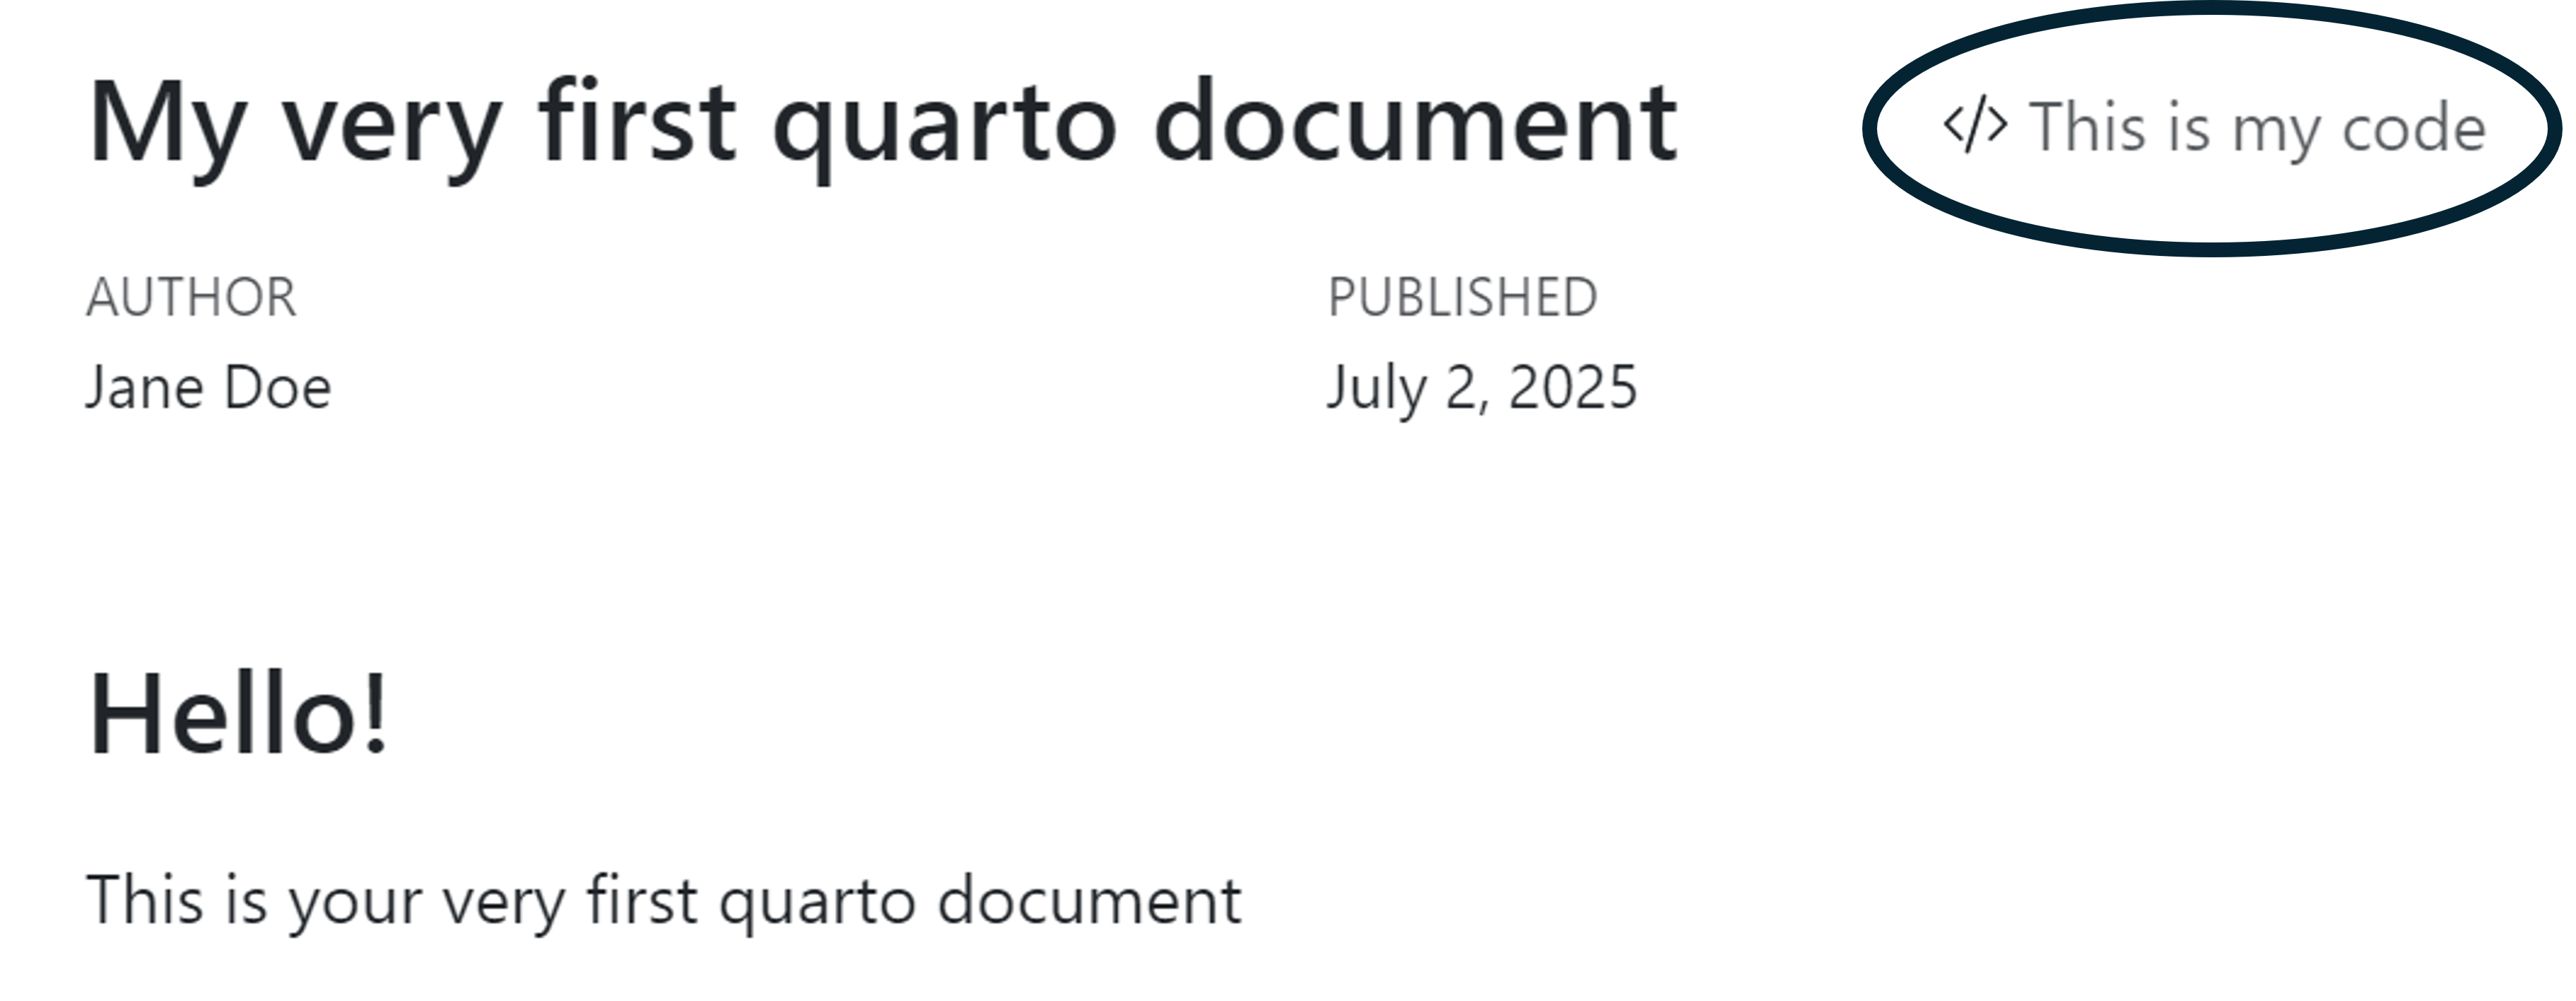 My very first quarto document
</> This is my code
AUTHOR
PUBLISHED
Jane Doe
July 2, 2025
Hello!
This is your very first quarto document